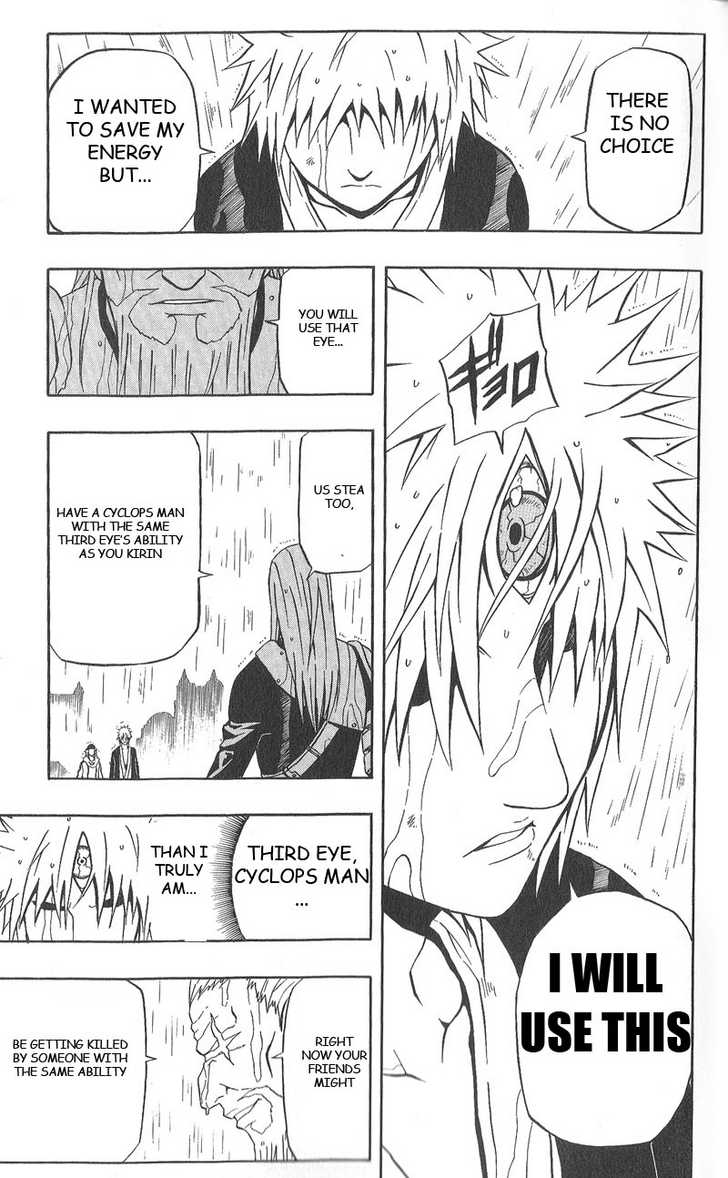 THERE
IS NO
CHOICE
I WANTED
TO SAVE MY
ENERGY
BUT...
ギョロ
I WILL
USE THIS
YOU WILL
USE THAT
EYE...
US STEA
TOO,
HAVE A CYCLOPS MAN
WITH THE SAME
THIRD EYE'S ABILITY
AS YOU KIRIN
THIRD EYE,
CYCLOPS MAN
...
THAN I
TRULY
AM...
RIGHT
NOW YOUR
FRIENDS
MIGHT
BE GETTING KILLED
BY SOMEONE WITH
THE SAME ABILITY